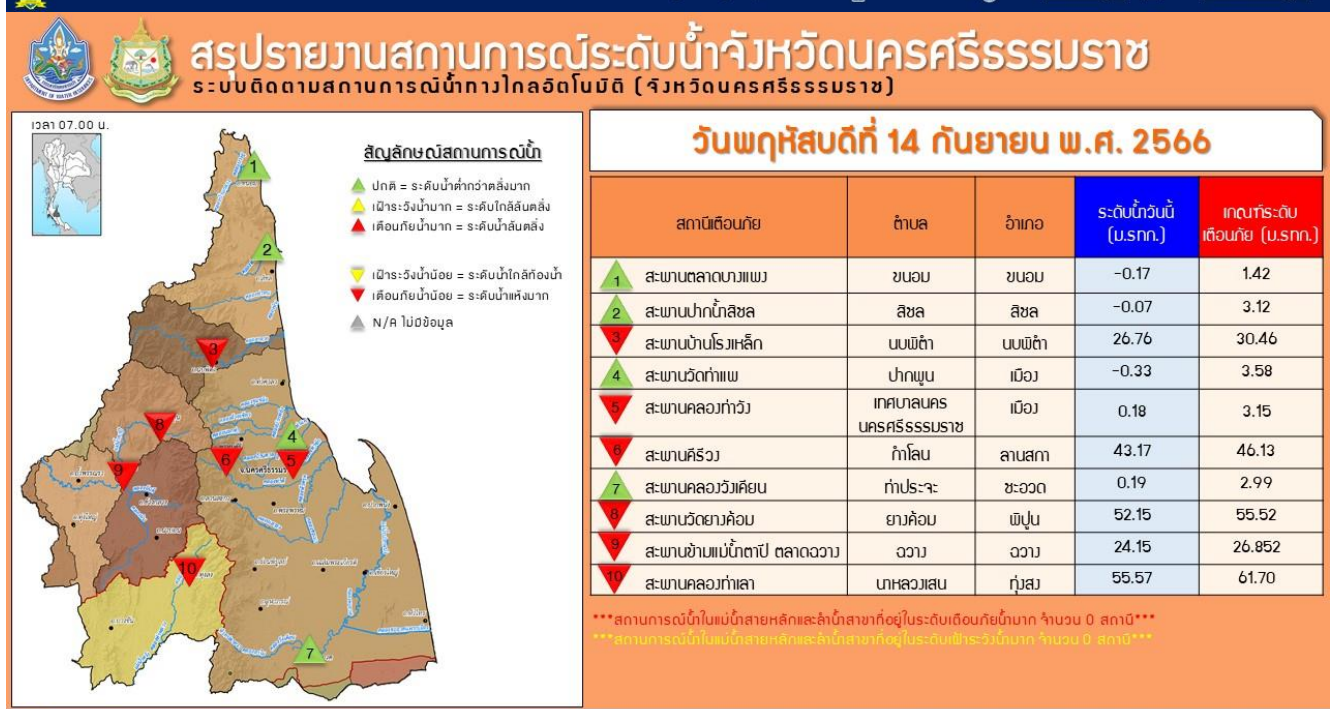 สรุปรายงานสถานการณ์ระดับน้ำจังหวัดนครศรีธรรมราช
ระบบติดตามสถานการณ์น้ำทางไกลอัตโนมัติ (จังหวัดนครศรีธรรมราช)
เวลา 07.00 น.
สัญลักษณ์สถานการณ์น้ำ
ปกติ = ระดับน้ำต่ำกว่าตลิ่งมาก
เฝ้าระวังน้ำมาก = ระดับใกล้ล้นตลิ่ง
เตือนภัยน้ำมาก = ระดับน้ำล้นตลิ่ง
เฝ้าระวังน้ำน้อย = ระดับน้ำใกล้ท้องน้ำ
เตือนภัยน้ำน้อย = ระดับน้ำแห้งมาก
N/A ไม่มีข้อมูล
1
2
3
4
5
6
7
8
9
10
วันพฤหัสบดีที่ 14 กันยายน พ.ศ. 2566
สถานีเตือนภัย ตำบล อำเภอ ระดับน้ำวันนี้ (ม.รทก.) เกณฑ์ระดับเตือนภัย (ม.รทก.)
1 สะพานตลาดบางแพง ขนอม ขนอม -0.17 1.42
2 สะพานปากน้ำสิชล สิชล สิชล -0.07 3.12
3 สะพานบ้านโรงเหล็ก นบพิตำ นบพิตำ 26.76 30.46
4 สะพานวัดท่าแพ ปากพูน เมือง -0.33 3.58
5 สะพานคลองท่าวัง เทศบาลนครนครศรีธรรมราช เมือง 0.18 3.15
6 สะพานคีรีวง กำโลน ลานสกา 43.17 46.13
7 สะพานคลองวังเคียน ท่าประจะ ชะอวด 0.19 2.99
8 สะพานวัดยางค้อม ยางค้อม พิปูน 52.15 55.52
9 สะพานข้ามแม่น้ำตาปี ตลาดฉวาง ฉวาง ฉวาง 24.15 26.852
10 สะพานคลองท่าเลา นาหลวงเสน ทุ่งสง 55.57 61.70
***สถานการณ์น้ำในแม่น้ำสายหลักและลำน้ำสาขาที่อยู่ในระดับเตือนภัยน้ำมาก จำนวน 0 สถานี***
***สถานการณ์น้ำในแม่น้ำสายหลักและลำน้ำสาขาที่อยู่ในระดับเฝ้าระวังน้ำมาก จำนวน 0 สถานี***